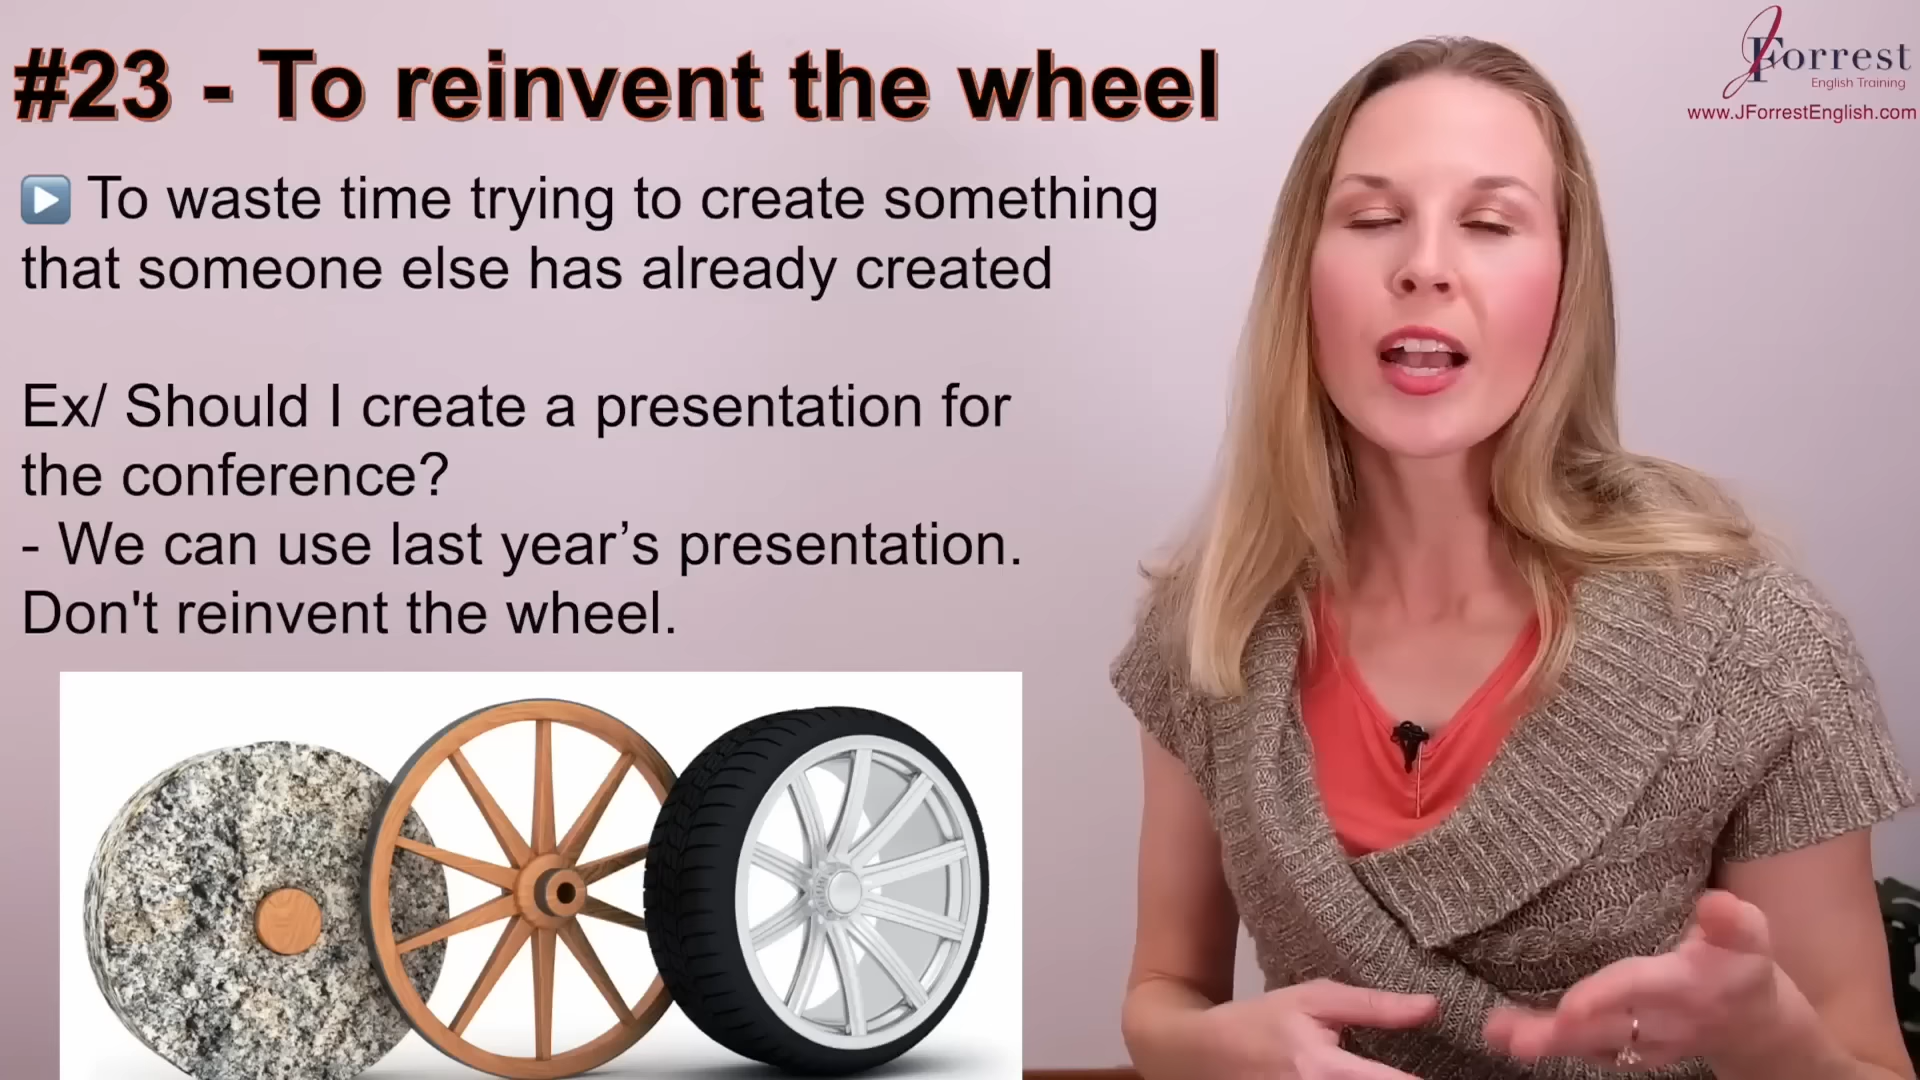 #23 - To reinvent the wheel
▶ To waste time trying to create something
that someone else has already created
Ex/ Should I create a presentation for
the conference?
- We can use last year’s presentation.
Don't reinvent the wheel.
JForrest
English Training
www.JForrestEnglish.com